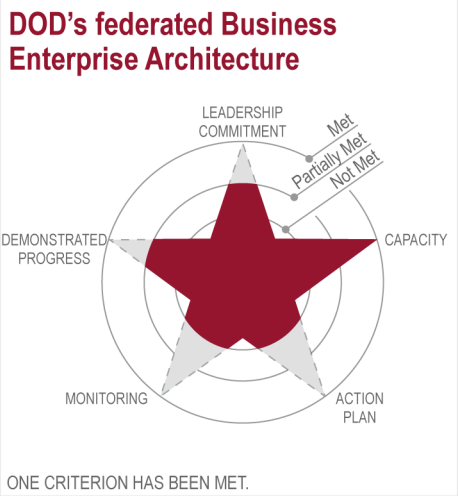 DOD’s federated Business
Enterprise Architecture
LEADERSHIP
COMMITMENT
Met
Partially Met
Not Met
DEMONSTRATED
PROGRESS
CAPACITY
MONITORING
ACTION
PLAN
ONE CRITERION HAS BEEN MET.